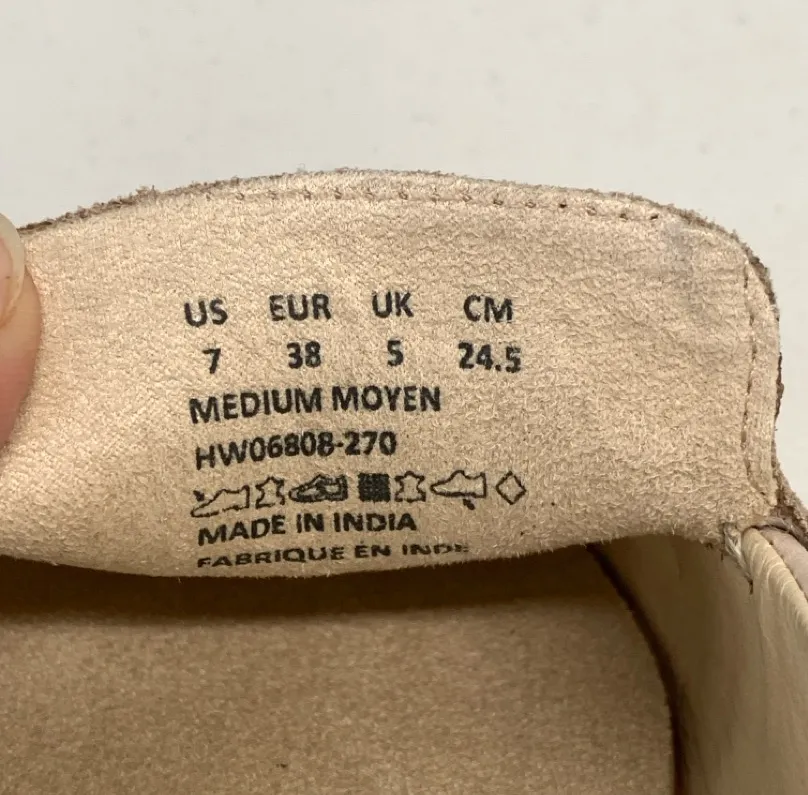 US EUR UK CM
7 38 5 24.5
MEDIUM MOYEN
HW06808-270
MADE IN INDIA
FABRIQUE EN INDE